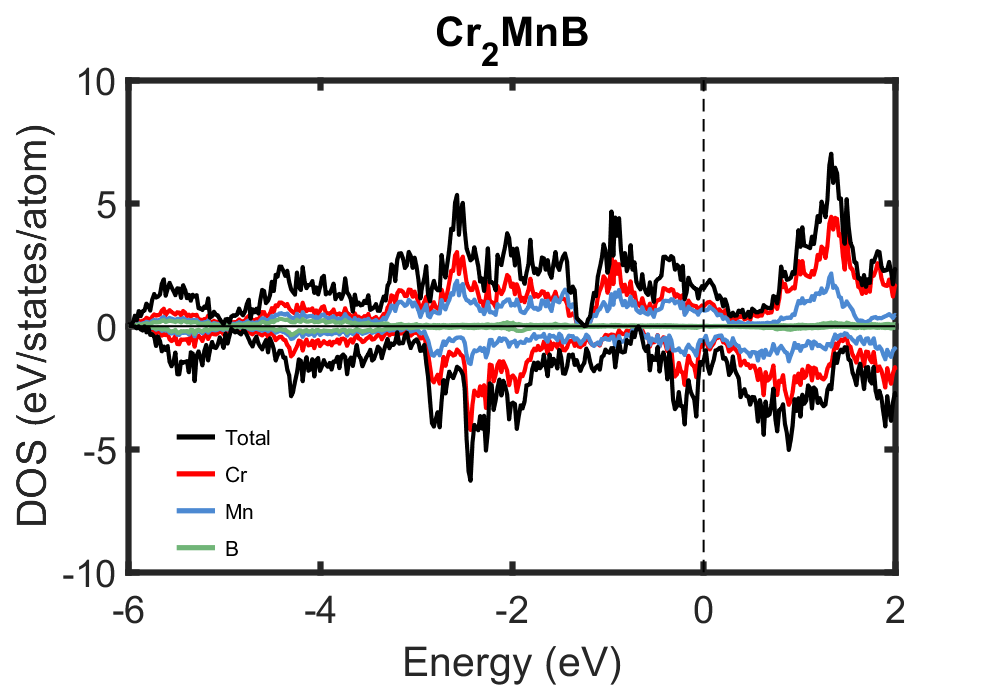 Cr₂MnB
DOS (eV/states/atom)
10
5
0
-5
-10
Total
Cr
Mn
B
-6
-4
-2
0
2
Energy (eV)